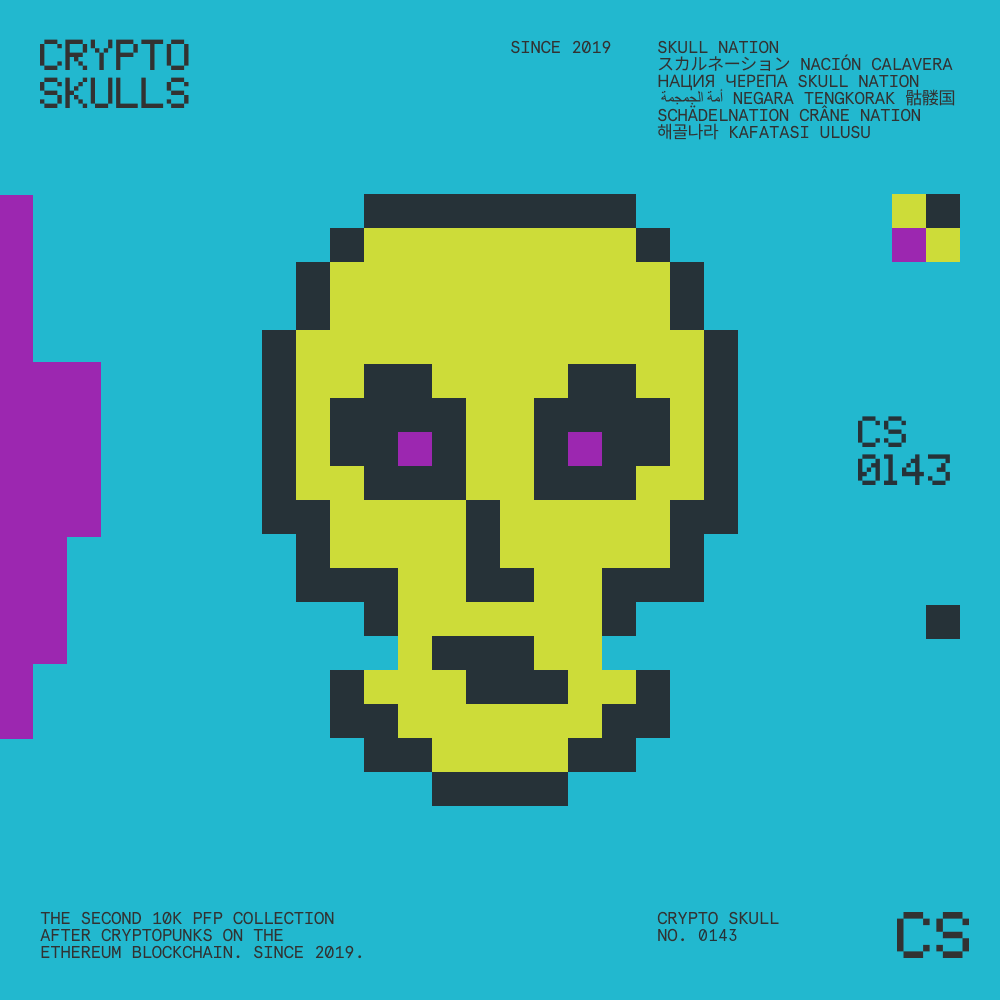 CRYPTO
SKULLS
SINCE 2019
SKULL NATION
スカルネーション NACIÓN CALAVERA
НАЦИЯ ЧЕРЕПА SKULL NATION
أمة الجمجمة NEGARA TENGKORAK 骷髅国
SCHÄDELNATION CRÂNE NATION
해골나라 KAFATASI ULUSU
CS
0143
THE SECOND 10K PFP COLLECTION
AFTER CRYPTOPUNKS ON THE
ETHEREUM BLOCKCHAIN. SINCE 2019.
CRYPTO SKULL
NO. 0143
CS